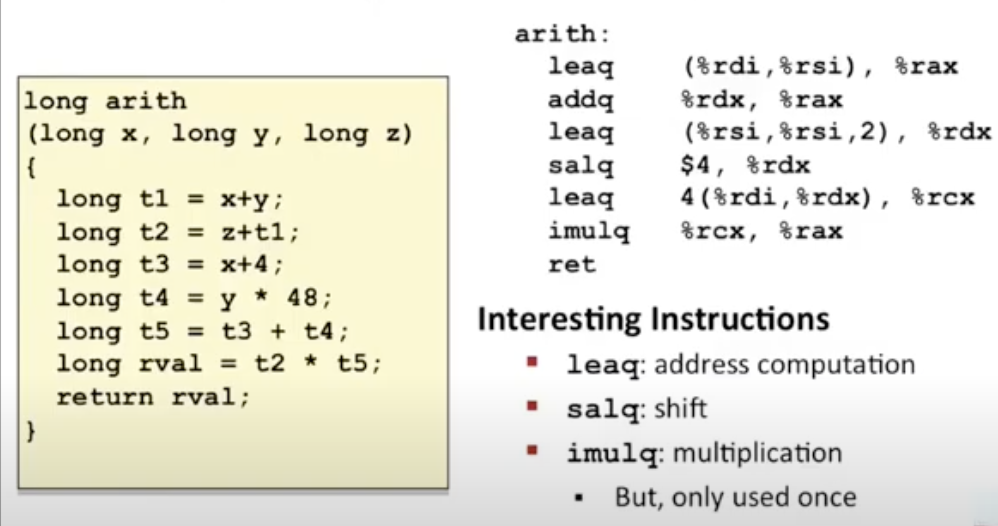 long arith
(long x, long y, long z)
{
  long t1 = x+y;
  long t2 = z+t1;
  long t3 = x+4;
  long t4 = y * 48;
  long t5 = t3 + t4;
  long rval = t2 * t5;
  return rval;
}
arith:
  leaq    (%rdi,%rsi), %rax
  addq    %rdx, %rax
  leaq    (%rsi,%rsi,2), %rdx
  salq    $4, %rdx
  leaq    4(%rdi,%rdx), %rcx
  imulq   %rcx, %rax
  ret
Interesting Instructions
▪ leaq: address computation
▪ salq: shift
▪ imulq: multiplication
▪ But, only used once